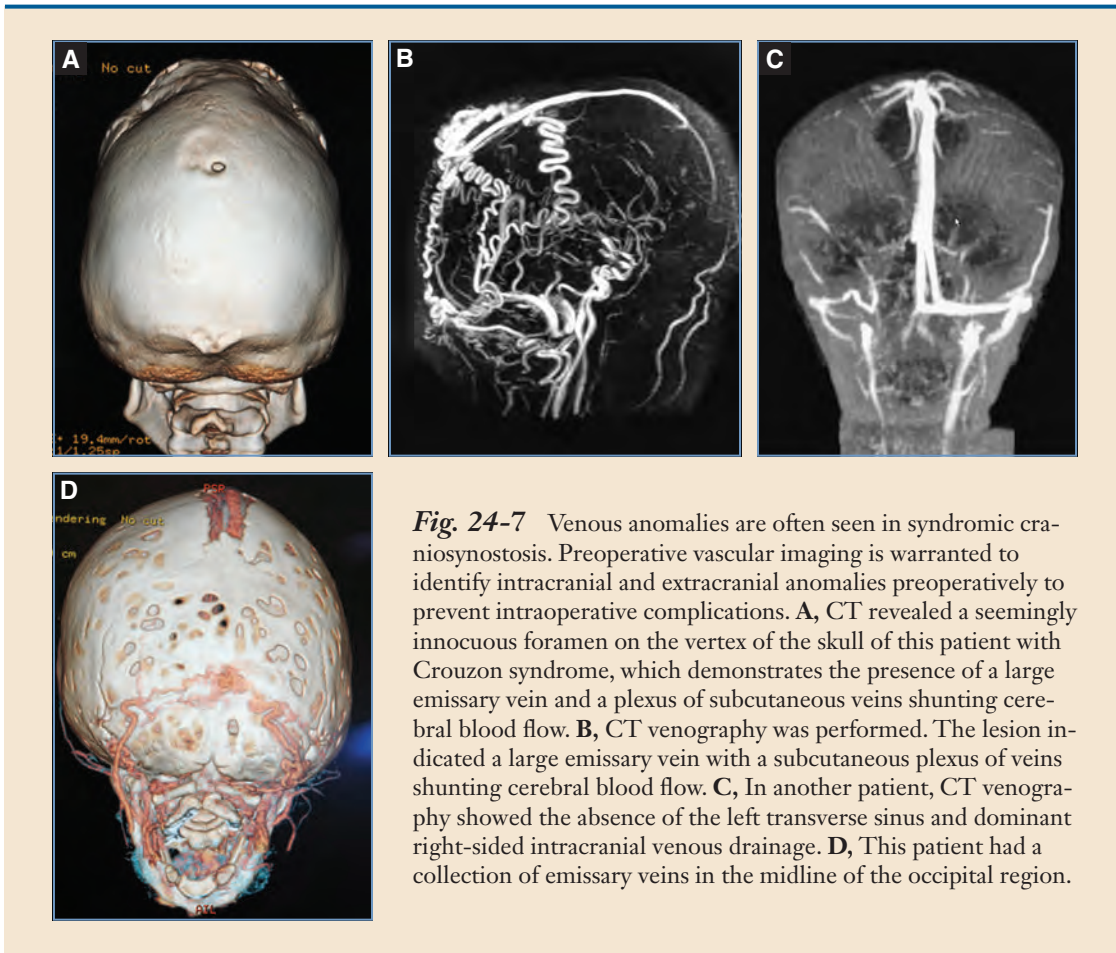 A
No cut
+ 19.4mm/rot
1/1.25sp
B
C
D
ndering No cut
cm
Fig. 24-7 Venous anomalies are often seen in syndromic cra-
niosynostosis. Preoperative vascular imaging is warranted to
identify intracranial and extracranial anomalies preoperatively to
prevent intraoperative complications. A, CT revealed a seemingly
innocuous foramen on the vertex of the skull of this patient with
Crouzon syndrome, which demonstrates the presence of a large
emissary vein and a plexus of subcutaneous veins shunting cere-
bral blood flow. B, CT venography was performed. The lesion in-
dicated a large emissary vein with a subcutaneous plexus of veins
shunting cerebral blood flow. C, In another patient, CT venogra-
phy showed the absence of the left transverse sinus and dominant
right-sided intracranial venous drainage. D, This patient had a
collection of emissary veins in the midline of the occipital region.